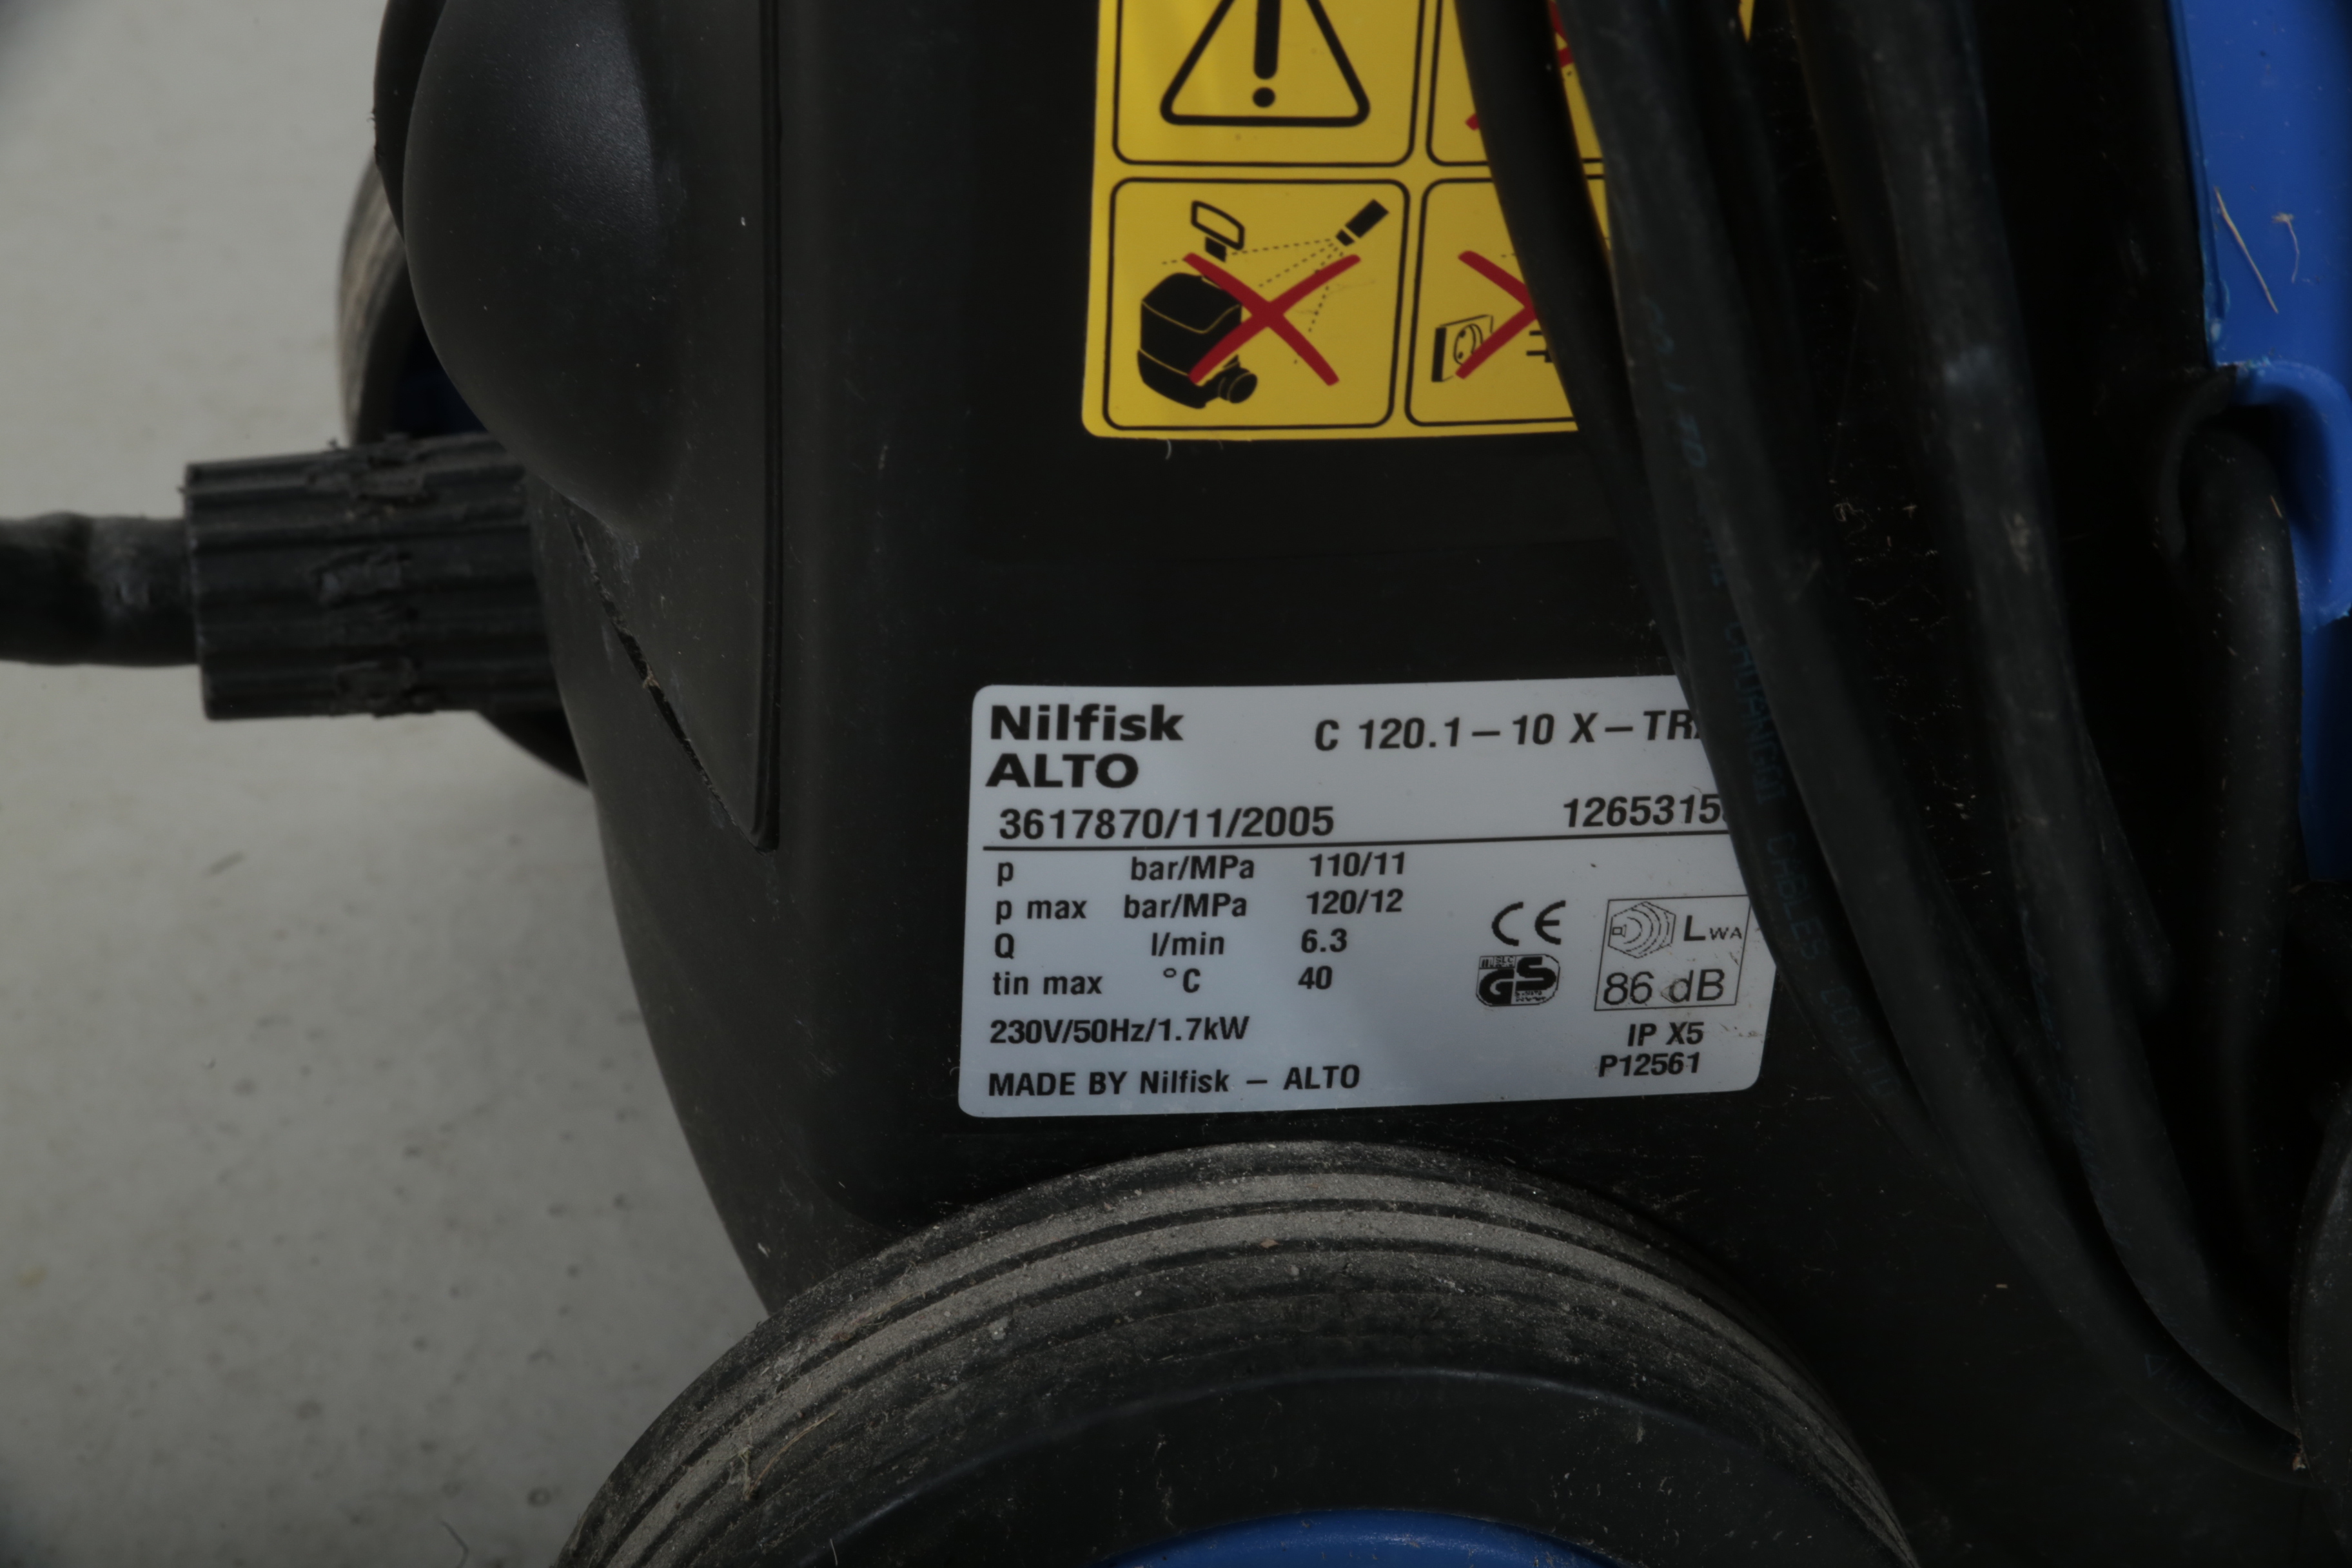 Nilfisk
ALTO
C 120.1 – 10 X – TR
3617870/11/2005
1265315
p bar/MPa 110/11
p max bar/MPa 120/12
Q l/min 6.3
tin max °C 40
CE
GS
LWA
86 dB
230V/50Hz/1.7kW
IP X5
P12561
MADE BY Nilfisk – ALTO
CABLES